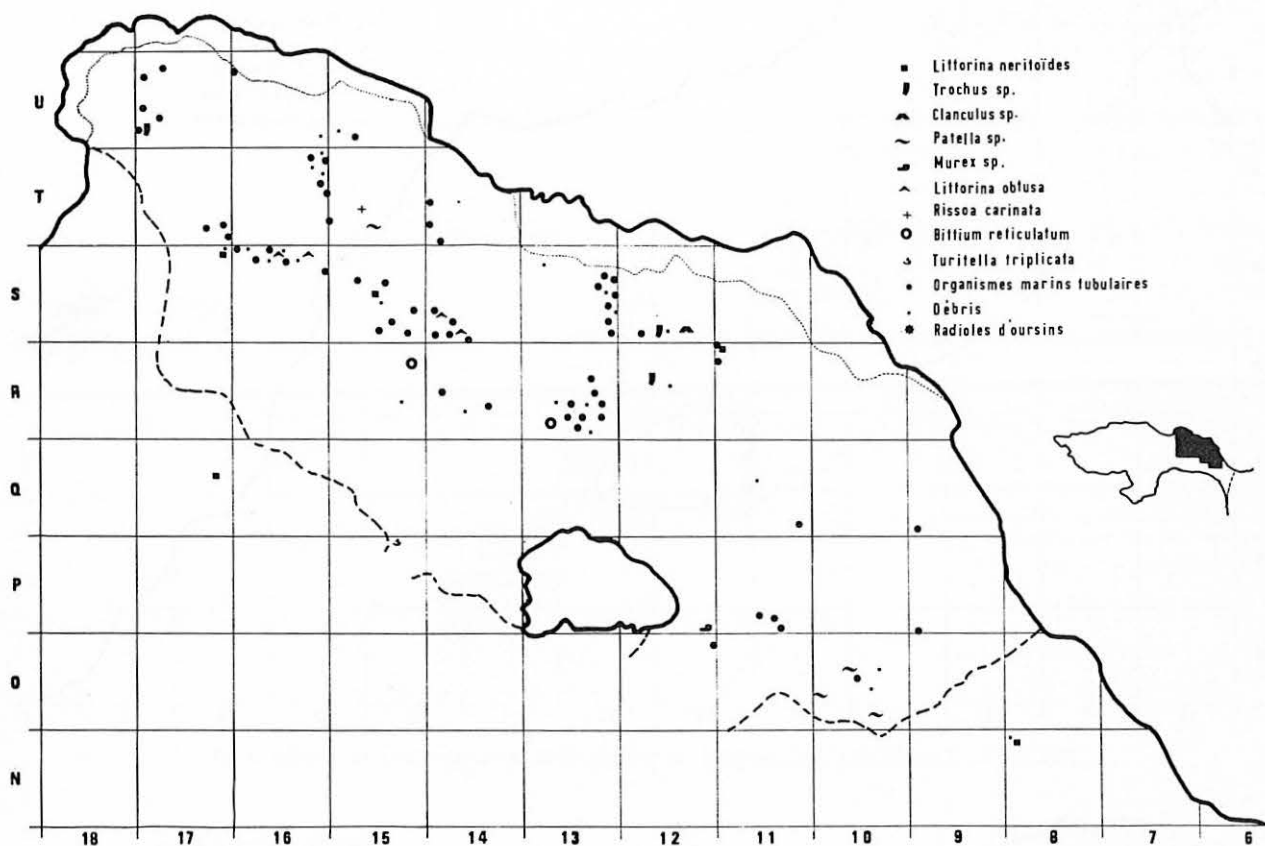 Littorina neritoïdes
Trochus sp.
Clanculus sp.
Patella sp.
Murex sp.
Littorina obtusa
Rissoa carinata
Bittium reticulatum
Turitella triplicata
Organismes marins tubulaires
Débris
Radioles d'oursins
U
T
S
R
Q
P
O
N
18 17 16 15 14 13 12 11 10 9 8 7 6